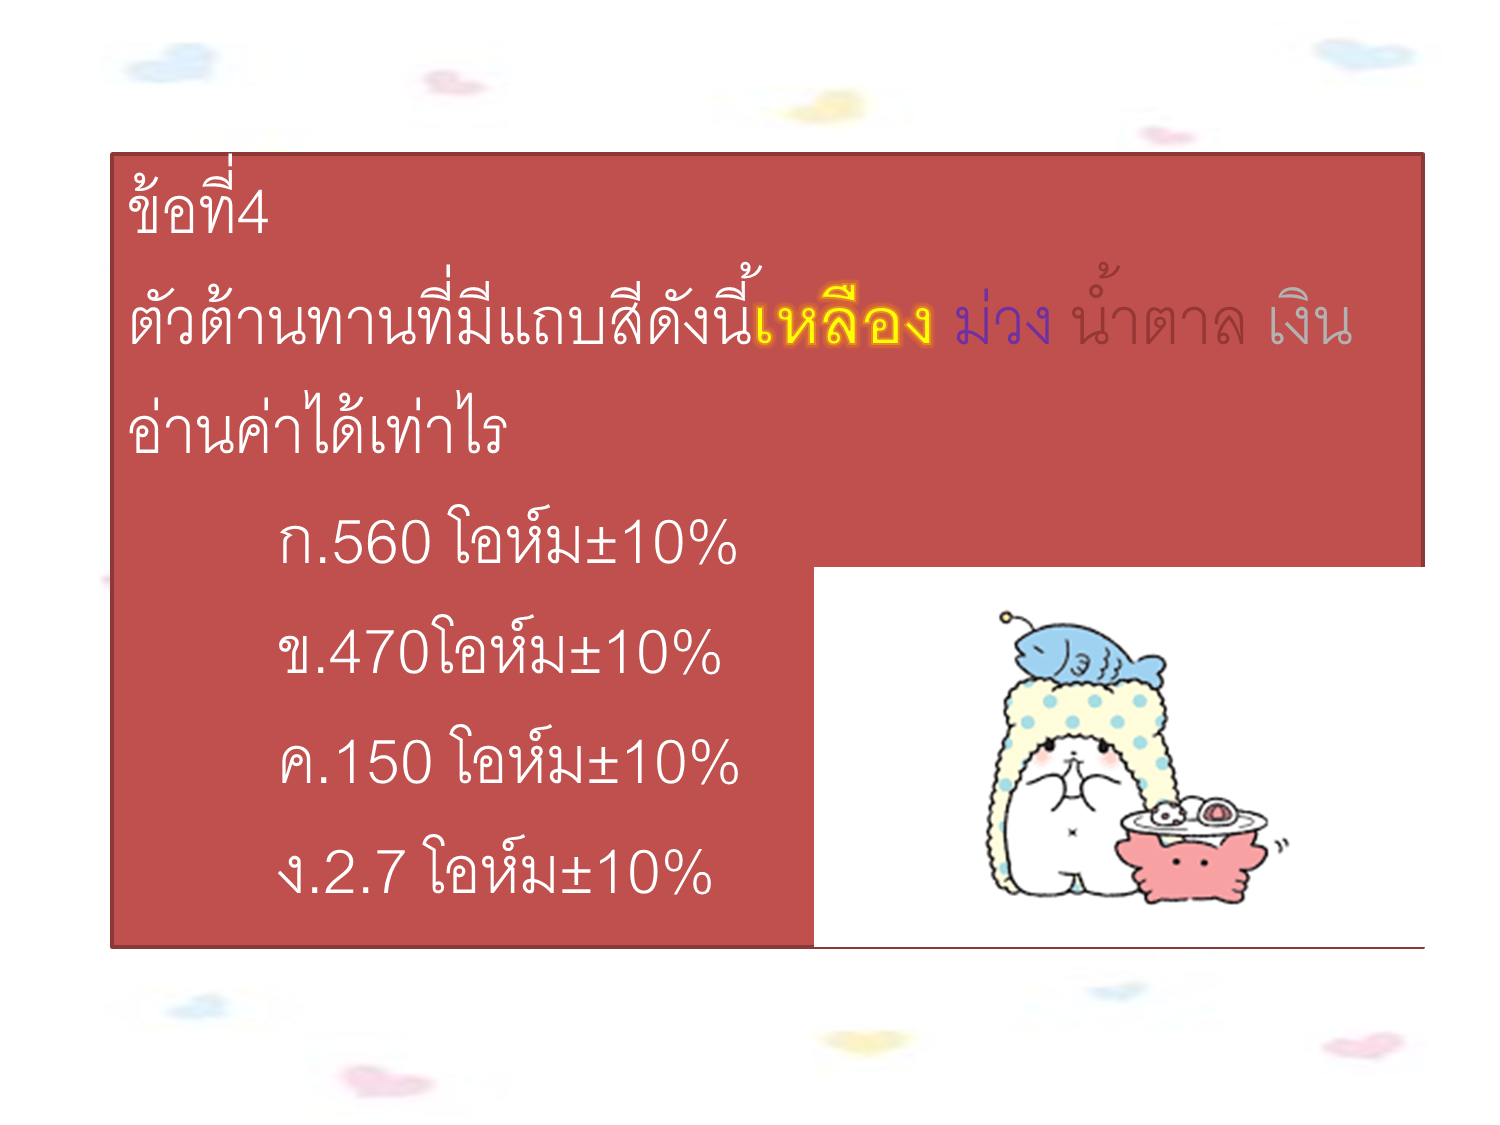 ข้อที่4
ตัวต้านทานที่มีแถบสีดังนี้เหลือง ม่วง น้ำตาล เงิน
อ่านค่าได้เท่าไร
ก.560 โอห์ม±10%
ข.470โอห์ม±10%
ค.150 โอห์ม±10%
ง.2.7 โอห์ม±10%